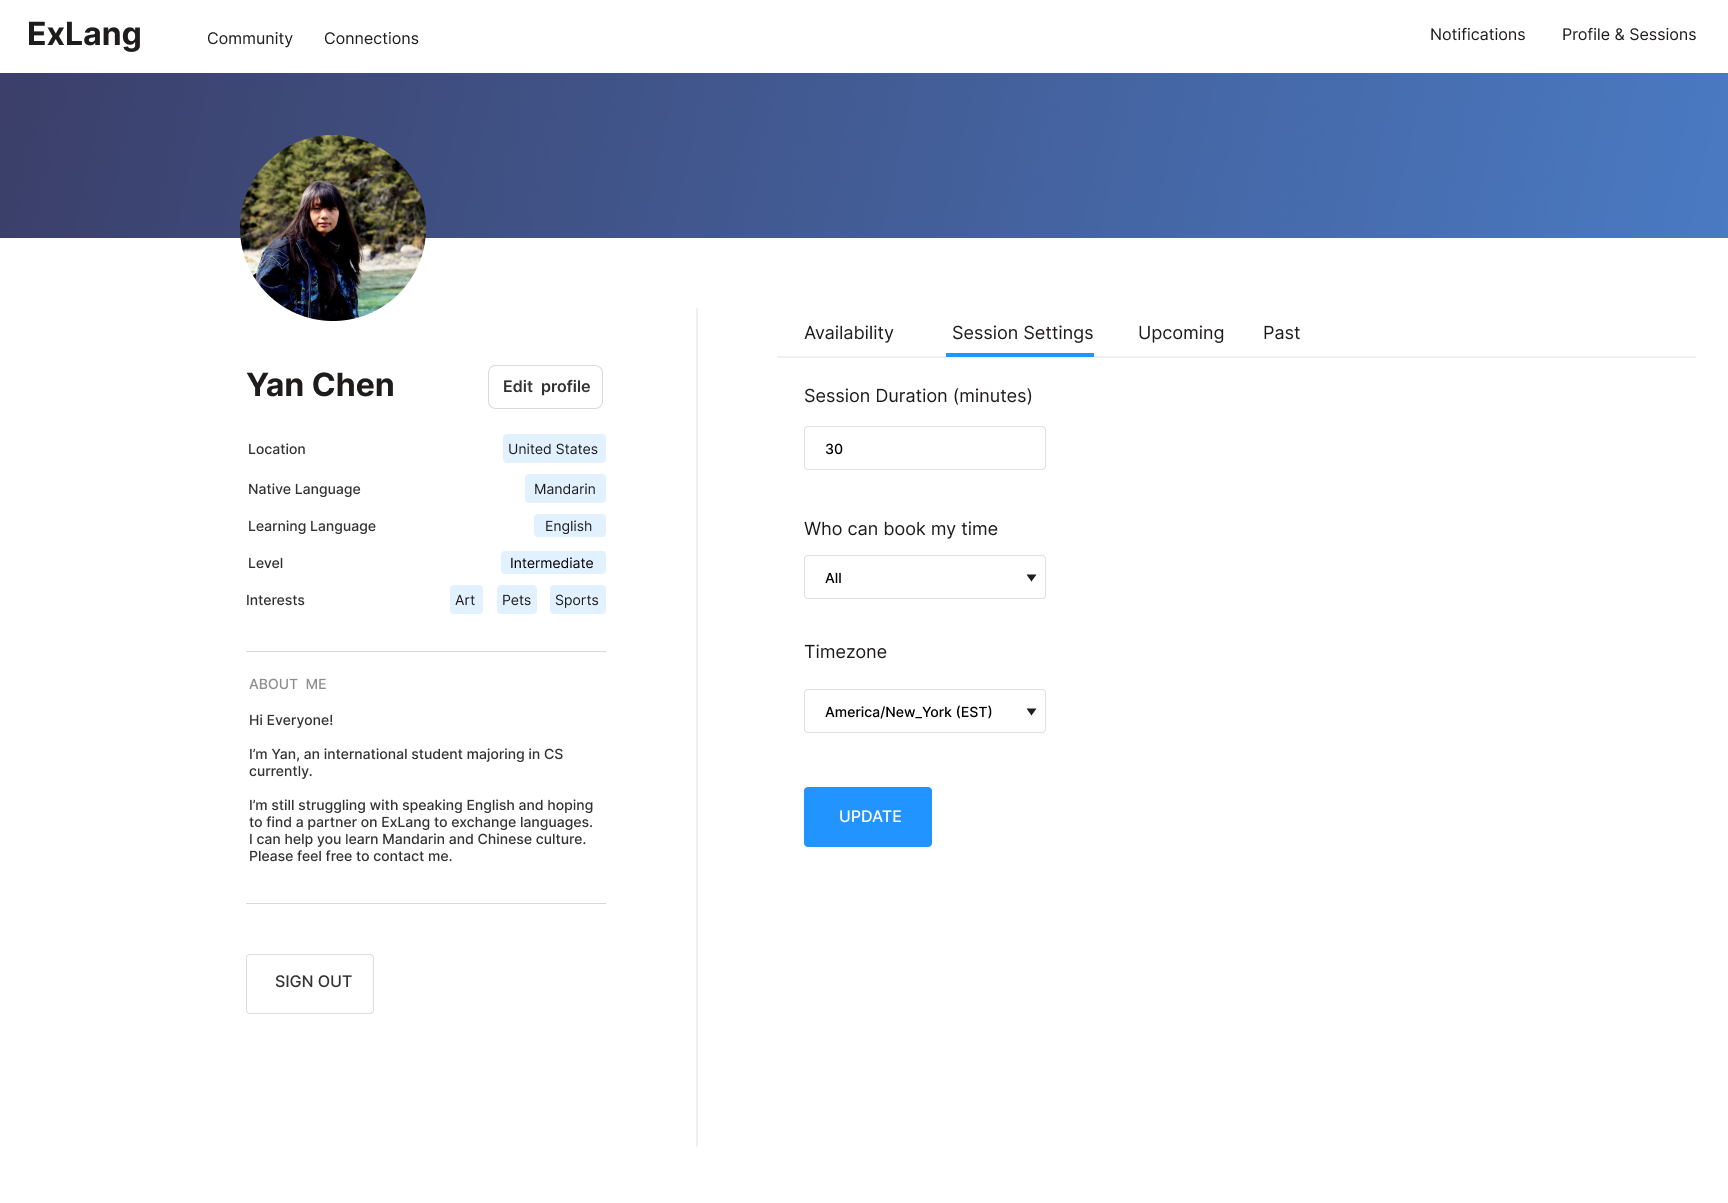 ExLang
Community
Connections
Notifications
Profile & Sessions
Yan Chen
Edit profile
Location
United States
Native Language
Mandarin
Learning Language
English
Level
Intermediate
Interests
Art
Pets
Sports
ABOUT ME
Hi Everyone!
I'm Yan, an international student majoring in CS
currently.
I'm still struggling with speaking English and hoping
to find a partner on ExLang to exchange languages.
I can help you learn Mandarin and Chinese culture.
Please feel free to contact me.
SIGN OUT
Availability
Session Settings
Upcoming
Past
Session Duration (minutes)
30
Who can book my time
All
Timezone
America/New_York (EST)
UPDATE